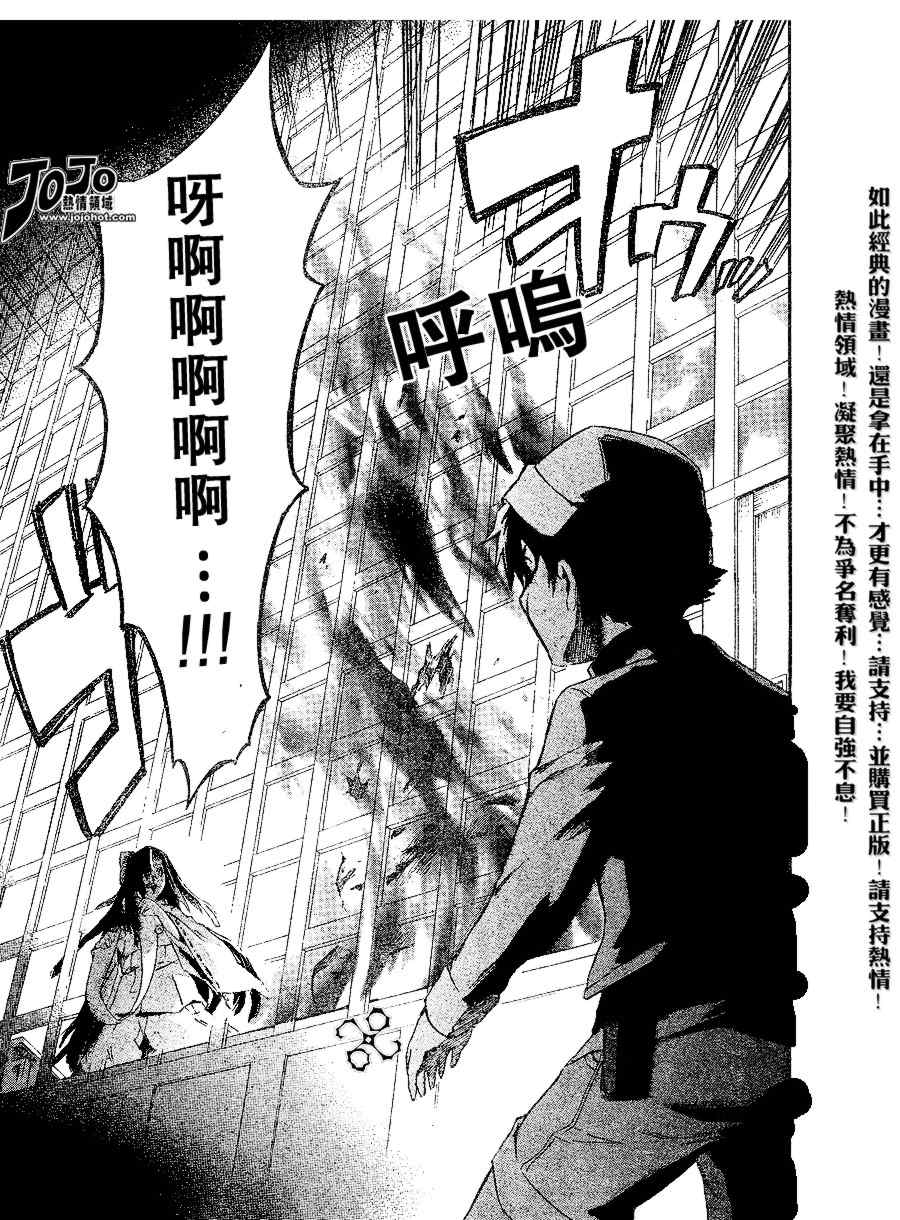 如此經典的漫畫！還是拿在手中…才更有感覺…請支持…並購買正版！請支持熱情！
熱情領域！凝聚熱情！不為爭名奪利！我要自強不息！
オオォ
嗚呼
呀啊啊啊啊啊…!!!
JOJO
熱情領域
www.jojohot.com